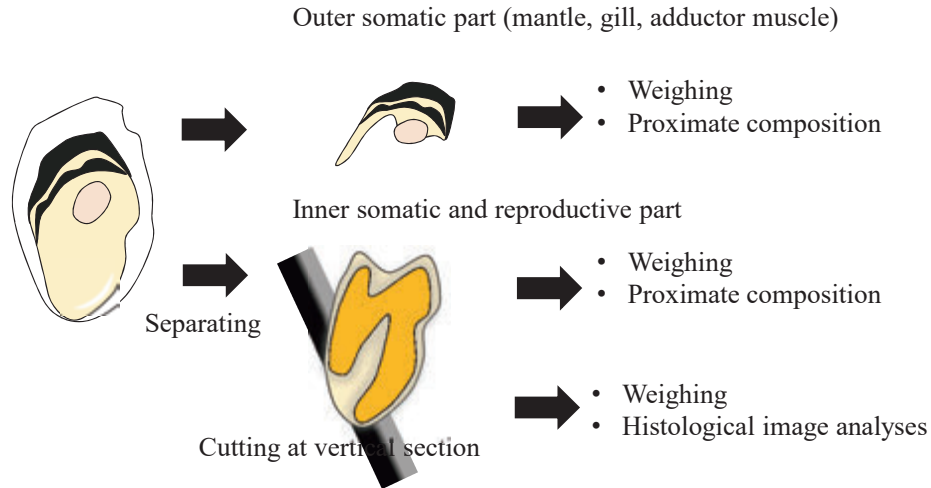 Outer somatic part (mantle, gill, adductor muscle)
• Weighing
• Proximate composition
Inner somatic and reproductive part
• Weighing
• Proximate composition
Separating
• Weighing
• Histological image analyses
Cutting at vertical section